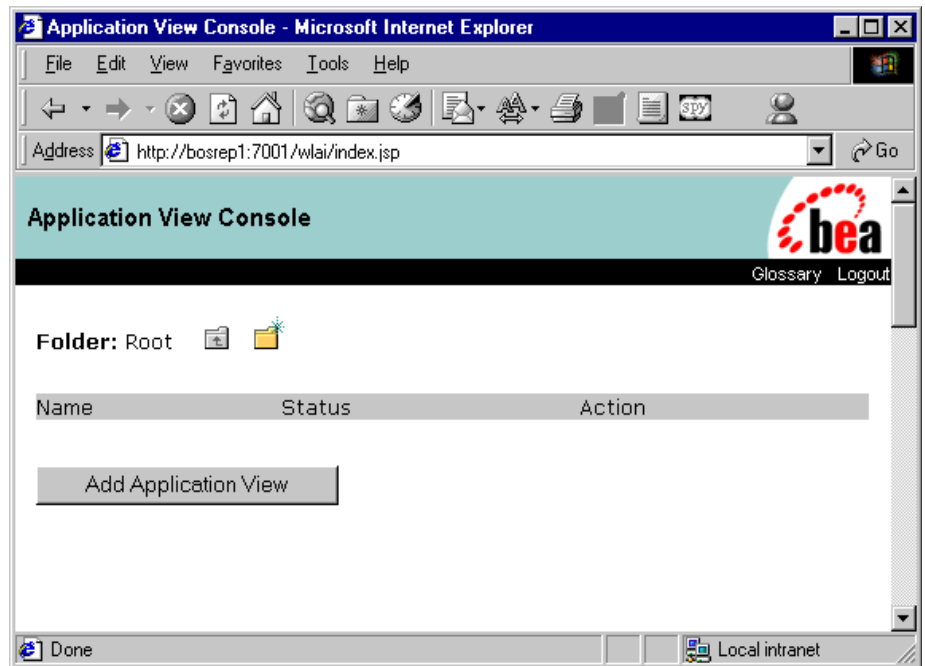 Application View Console - Microsoft Internet Explorer
File Edit View Favorites Tools Help
SPY
Address http://bosrep1:7001/wlai/index.jsp Go
Application View Console
bea
Glossary Logout
Folder: Root
Name Status Action
Add Application View
Done Local intranet